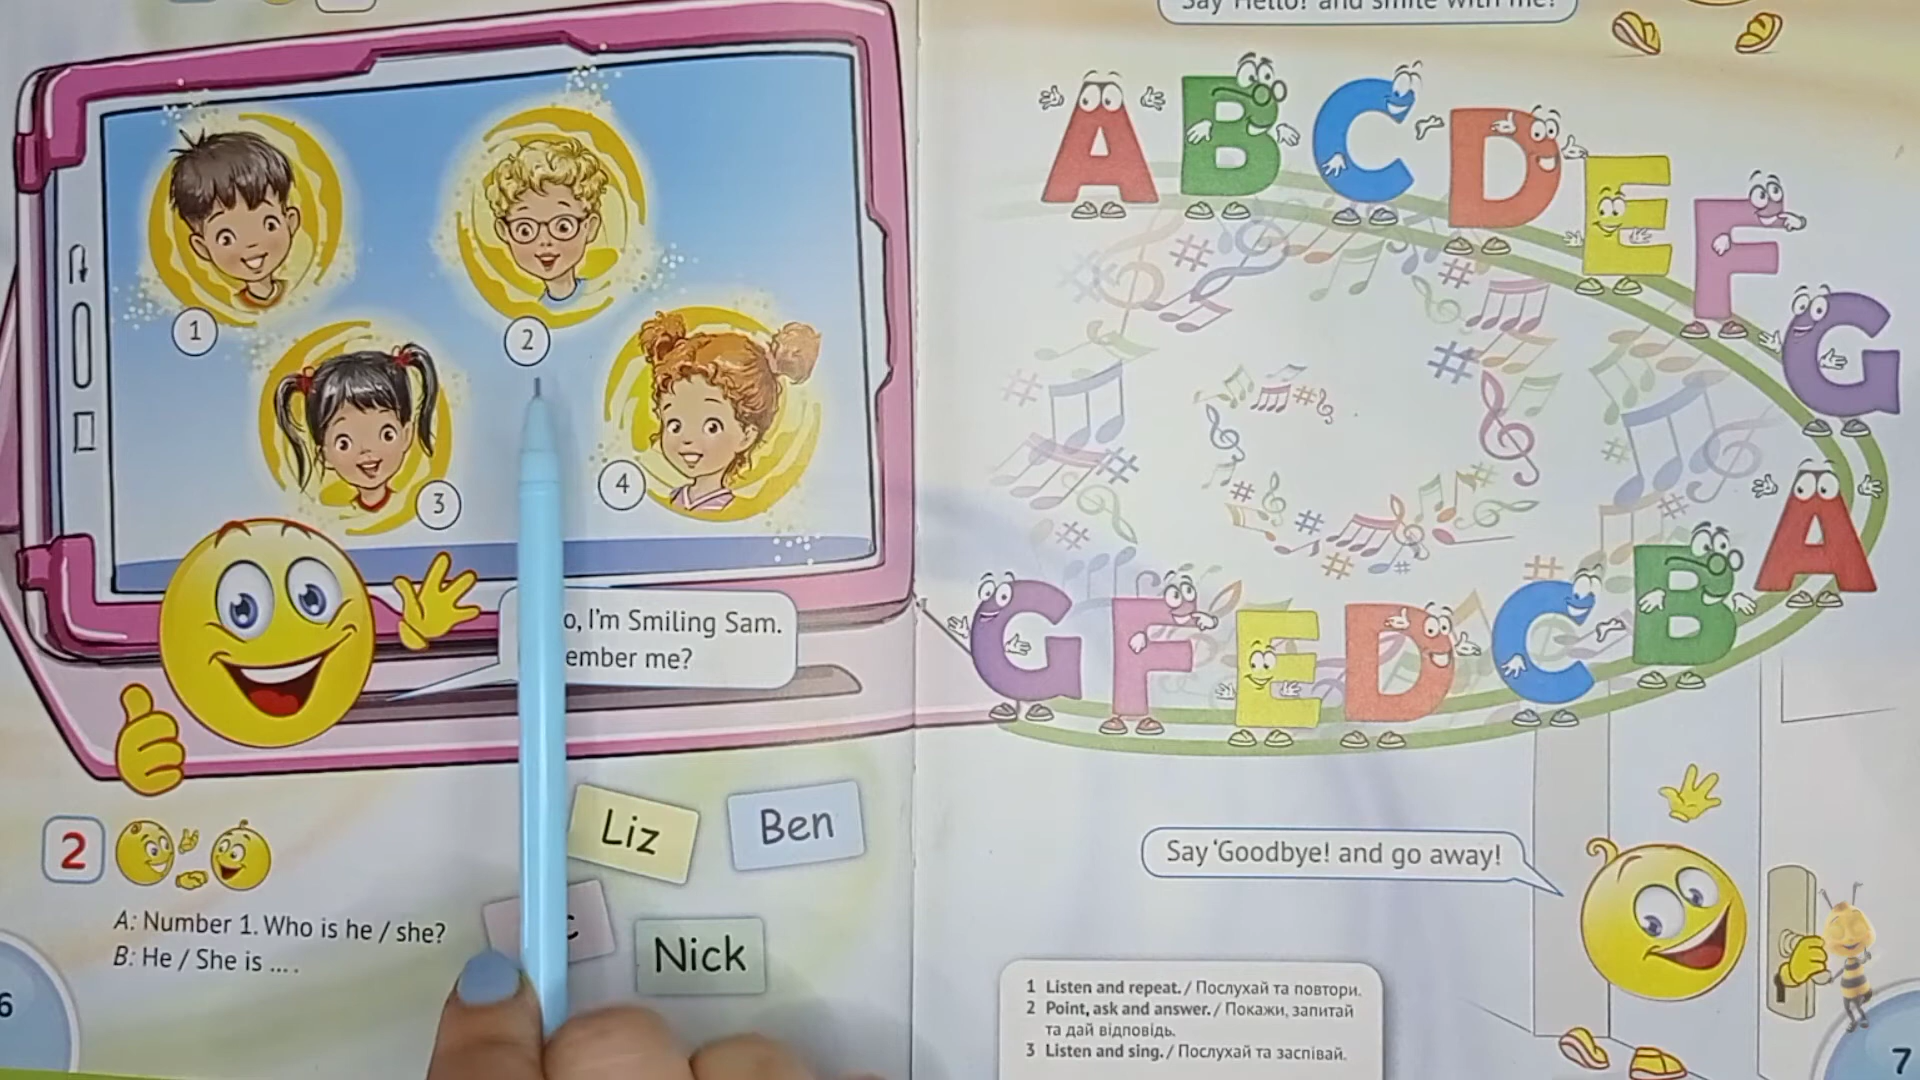 Say 'Hello!' and smile with me!
1
2
3
4
I'm Smiling Sam.
me?
2
Liz
Ben
Nick
A: Number 1. Who is he / she?
B: He / She is ... .
6
A B C D E F G
A
G F E D C B
Say 'Goodbye! and go away!
1 Listen and repeat. / Послухай та повтори.
2 Point, ask and answer. / Покажи, запитай
та дай відповідь.
3 Listen and sing. / Послухай та заспівай.
7